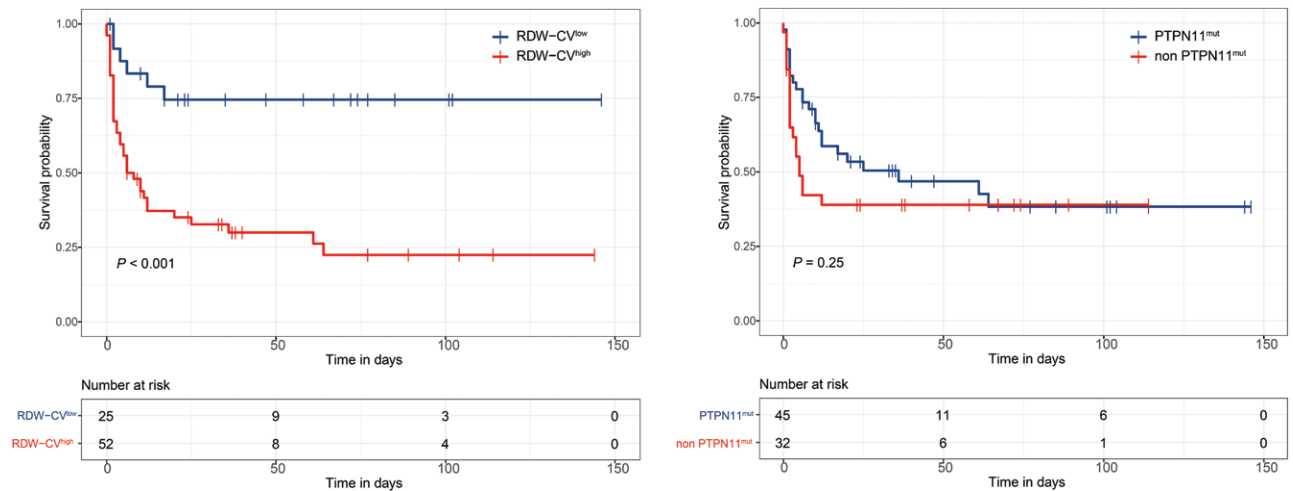 Survival probability
1.00
0.75
0.50
0.25
0.00
RDW−CVlow
RDW−CVhigh
P < 0.001
0 50 100 150
Time in days
Number at risk
RDW−CVlow 25 9 3 0
RDW−CVhigh 52 8 4 0
0 50 100 150
Time in days
Survival probability
1.00
0.75
0.50
0.25
0.00
PTPN11mut
non PTPN11mut
P = 0.25
0 50 100 150
Time in days
Number at risk
PTPN11mut 45 11 6 0
non PTPN11mut 32 6 1 0
0 50 100 150
Time in days